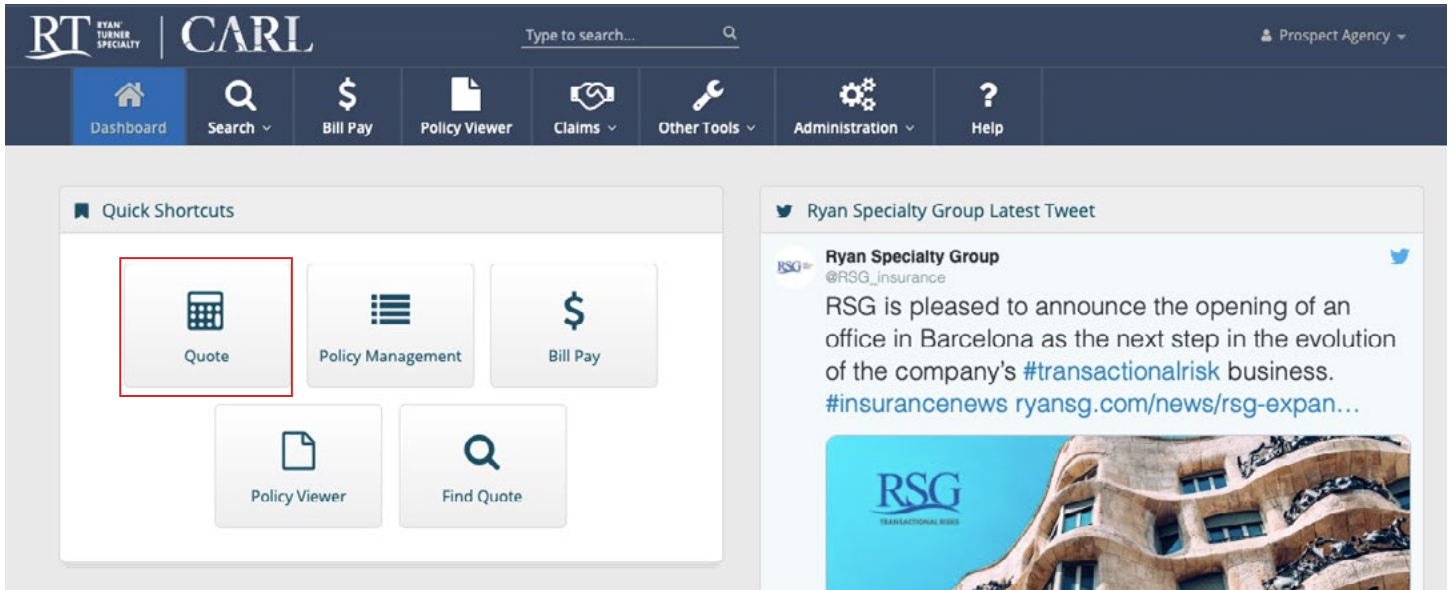 RT RYAN TURNER SPECIALTY CARL
Type to search...
Prospect Agency
Dashboard
Search
Bill Pay
Policy Viewer
Claims
Other Tools
Administration
Help
Quick Shortcuts
Quote
Policy Management
Bill Pay
Policy Viewer
Find Quote
Ryan Specialty Group Latest Tweet
RSG
Ryan Specialty Group
@RSG_insurance
RSG is pleased to announce the opening of an
office in Barcelona as the next step in the evolution
of the company's #transactionalrisk business.
#insurancenews ryansg.com/news/rsg-expan...
RSG
TRANSACTIONAL RISKS